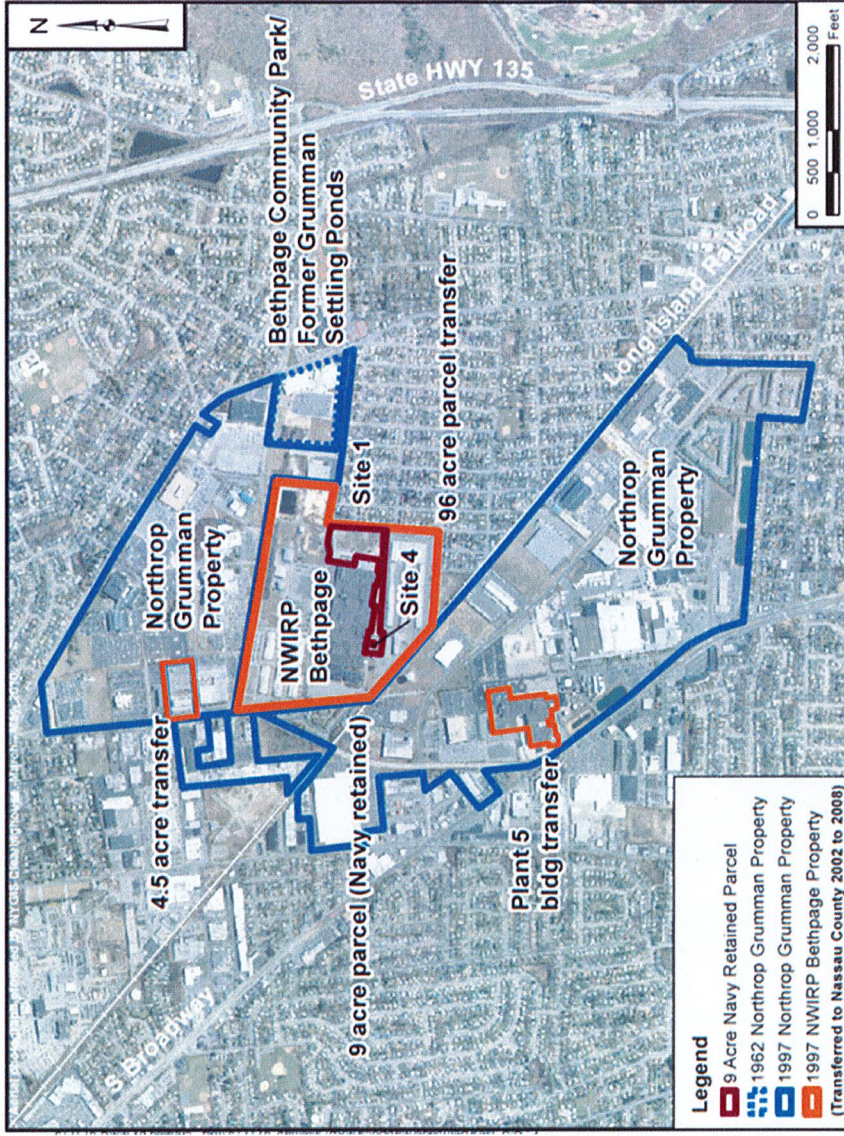 N
State HWY 135
Bethpage Community Park/
Former Grumman
Settling Ponds
Northrop
Grumman
Property
4.5 acre transfer
Site 1
NWIRP
Bethpage
Site 4
96 acre parcel transfer
Long Island Railroad
S Broadway
9 acre parcel (Navy retained)
Northrop
Grumman
Property
Plant 5
bldg transfer
Legend
9 Acre Navy Retained Parcel
1962 Northrop Grumman Property
1997 Northrop Grumman Property
1997 NWIRP Bethpage Property
(Transferred to Nassau County 2002 to 2008)
0 500 1,000 2,000
Feet